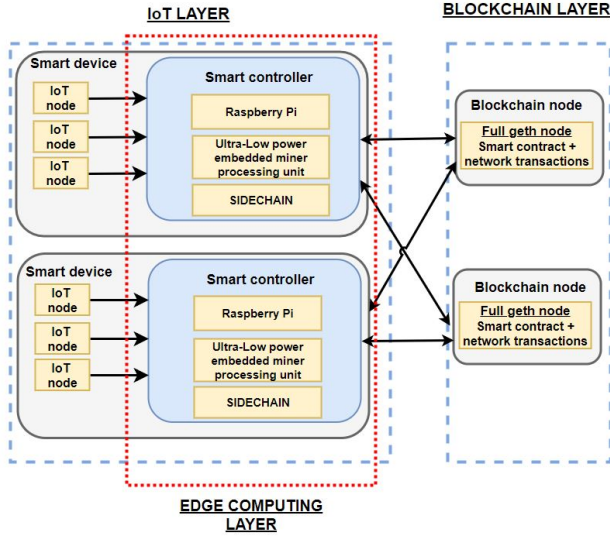 IoT LAYER
BLOCKCHAIN LAYER
Smart device
IoT
node
IoT
node
IoT
node
Smart controller
Raspberry Pi
Ultra-Low power
embedded miner
processing unit
SIDECHAIN
Blockchain node
Full geth node
Smart contract +
network transactions
Smart device
IoT
node
IoT
node
IoT
node
Smart controller
Raspberry Pi
Ultra-Low power
embedded miner
processing unit
SIDECHAIN
Blockchain node
Full geth node
Smart contract +
network transactions
EDGE COMPUTING
LAYER